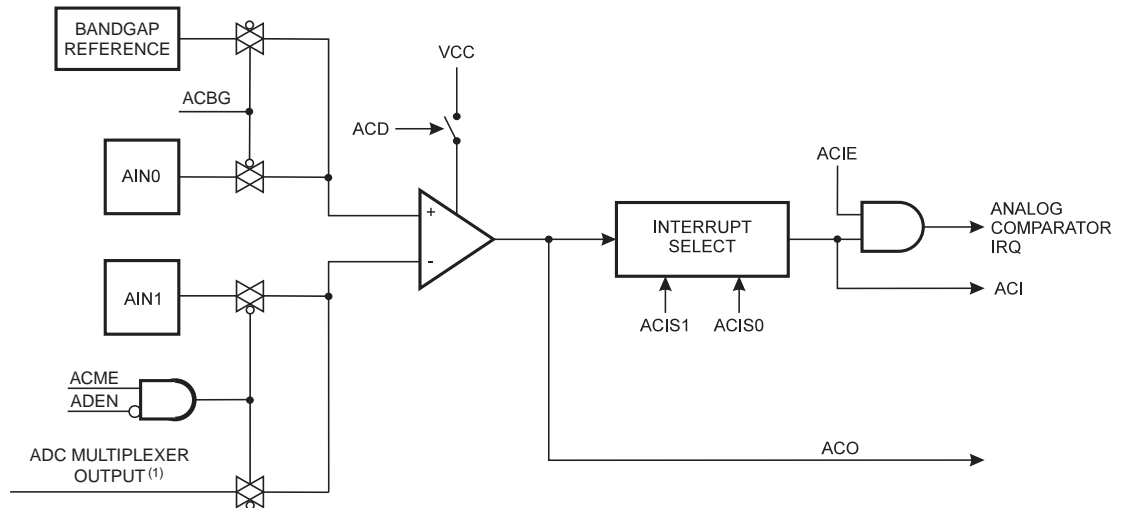 BANDGAP
REFERENCE
ACBG
VCC
ACD
AIN0
+
-
AIN1
ACIE
INTERRUPT
SELECT
ANALOG
COMPARATOR
IRQ
ACI
ACIS1
ACIS0
ACME
ADEN
ADC MULTIPLEXER
OUTPUT (1)
ACO